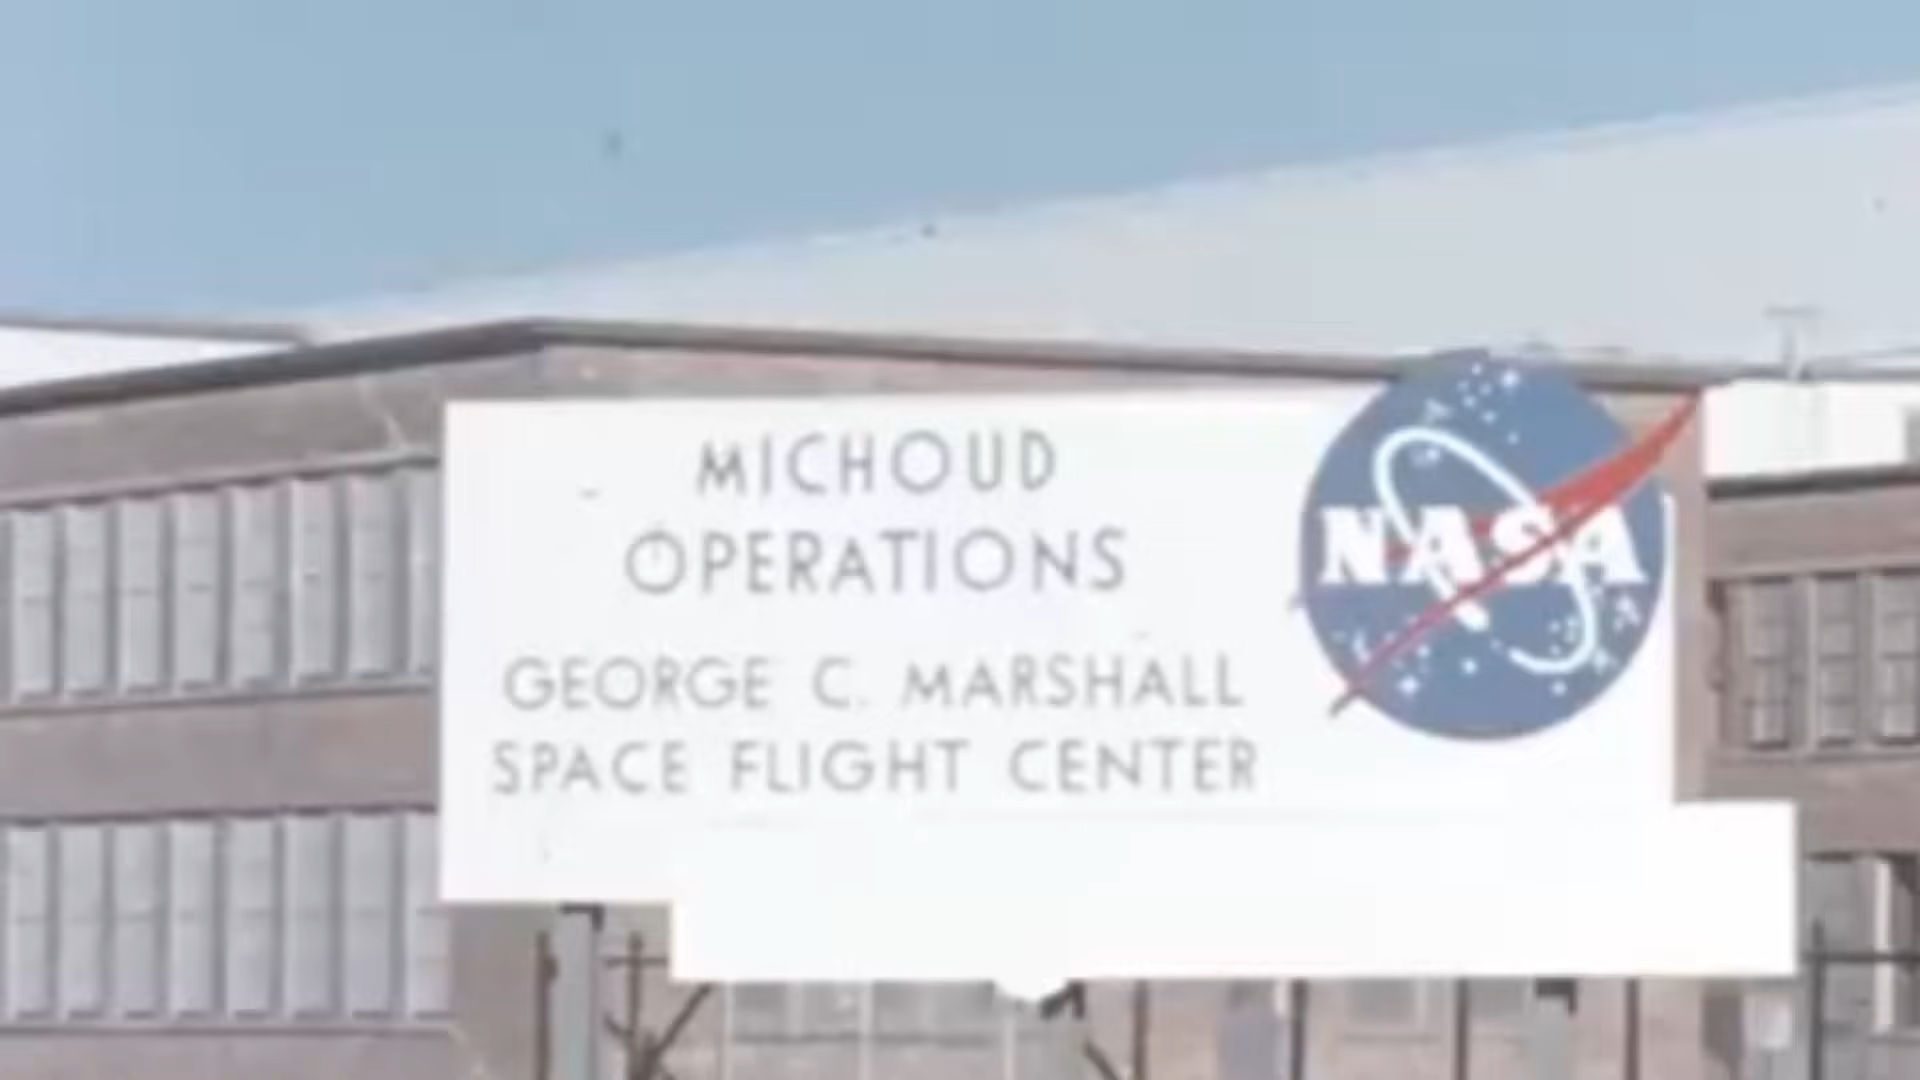 MICHOUD
OPERATIONS
GEORGE C. MARSHALL
SPACE FLIGHT CENTER
NASA